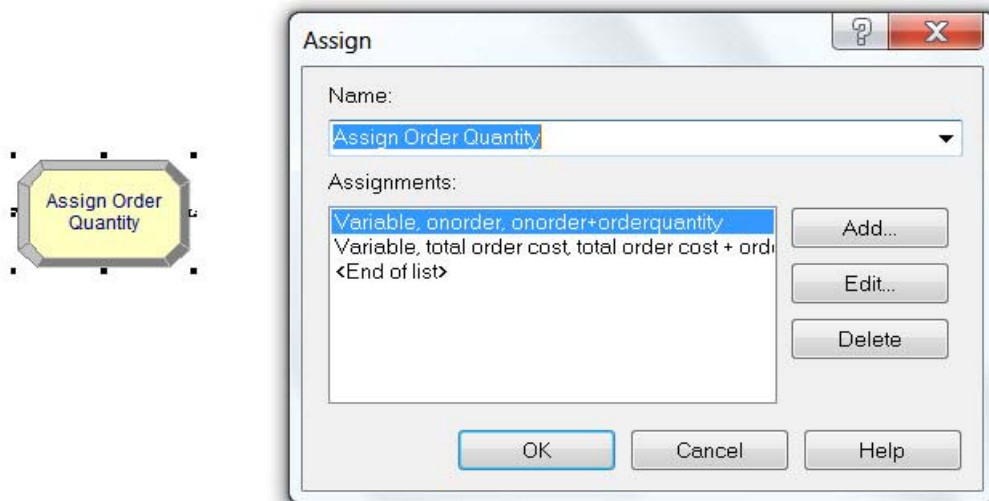 Assign
Name:
Assign Order Quantity
Assign Order
Quantity
Assignments:
Variable, onorder, onorder+orderquantity
Variable, total order cost, total order cost + ord
<End of list>
Add...
Edit...
Delete
OK
Cancel
Help